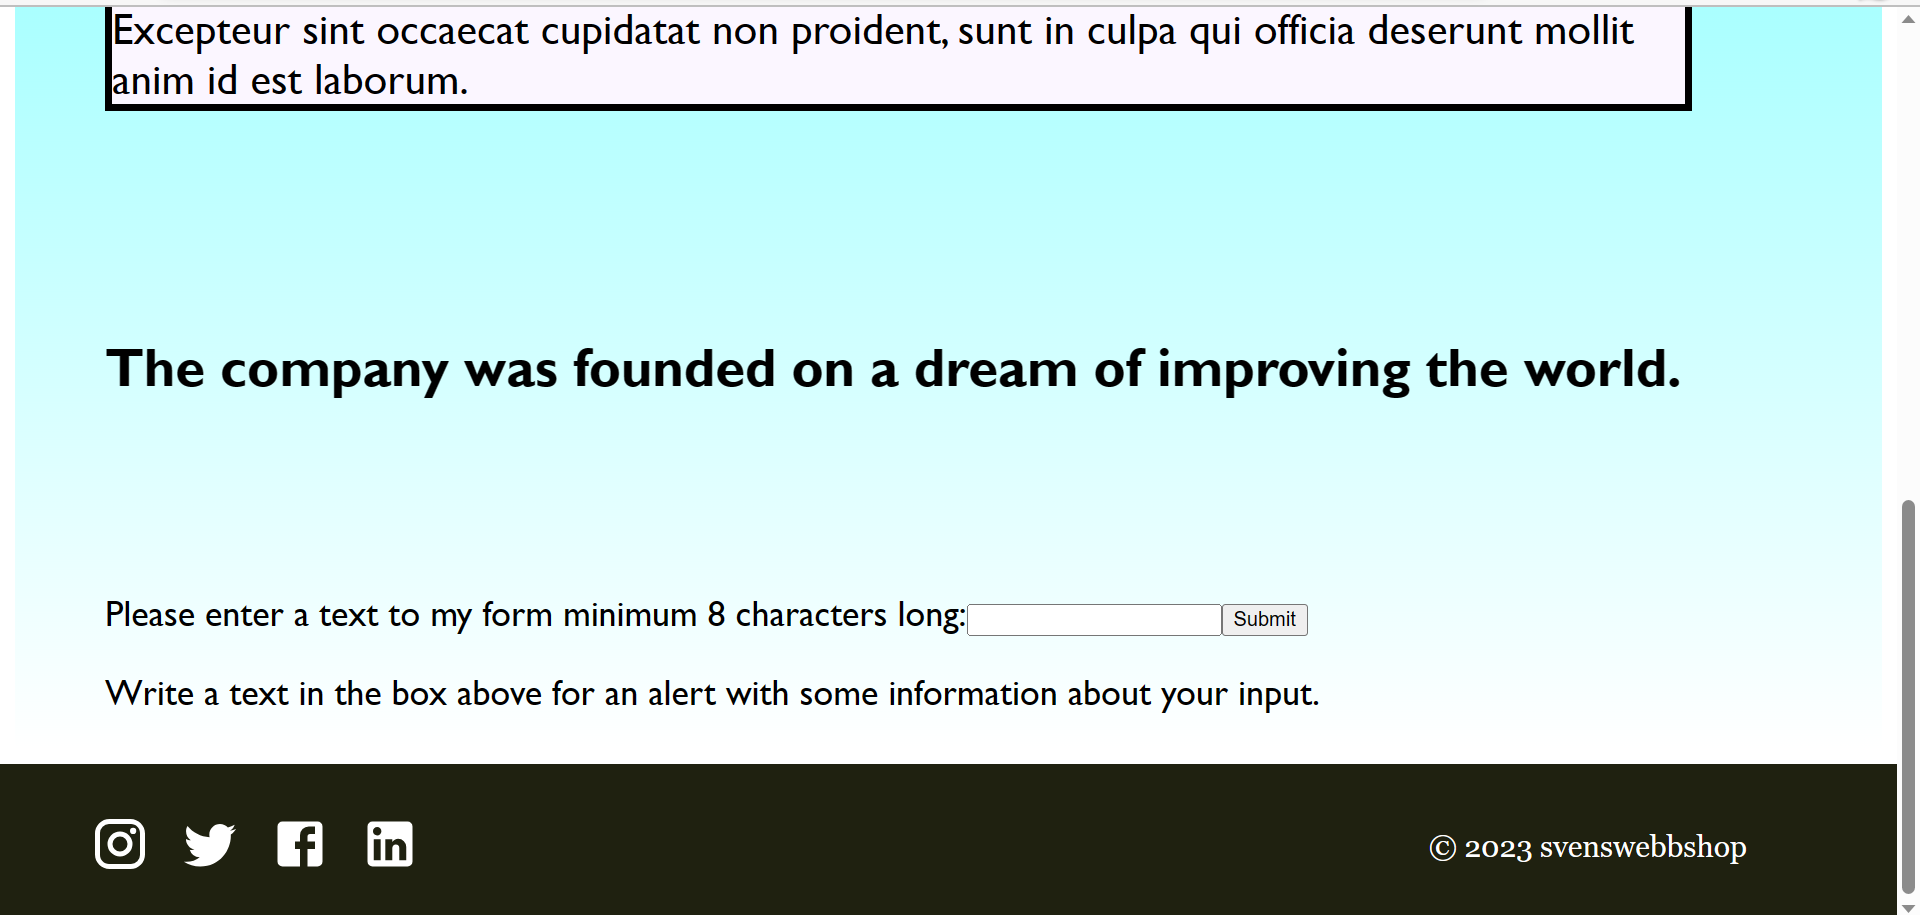 Excepteur sint occaecat cupidatat non proident, sunt in culpa qui officia deserunt mollit
anim id est laborum.
The company was founded on a dream of improving the world.
Please enter a text to my form minimum 8 characters long: Submit
Write a text in the box above for an alert with some information about your input.
© 2023 svenswebbshop